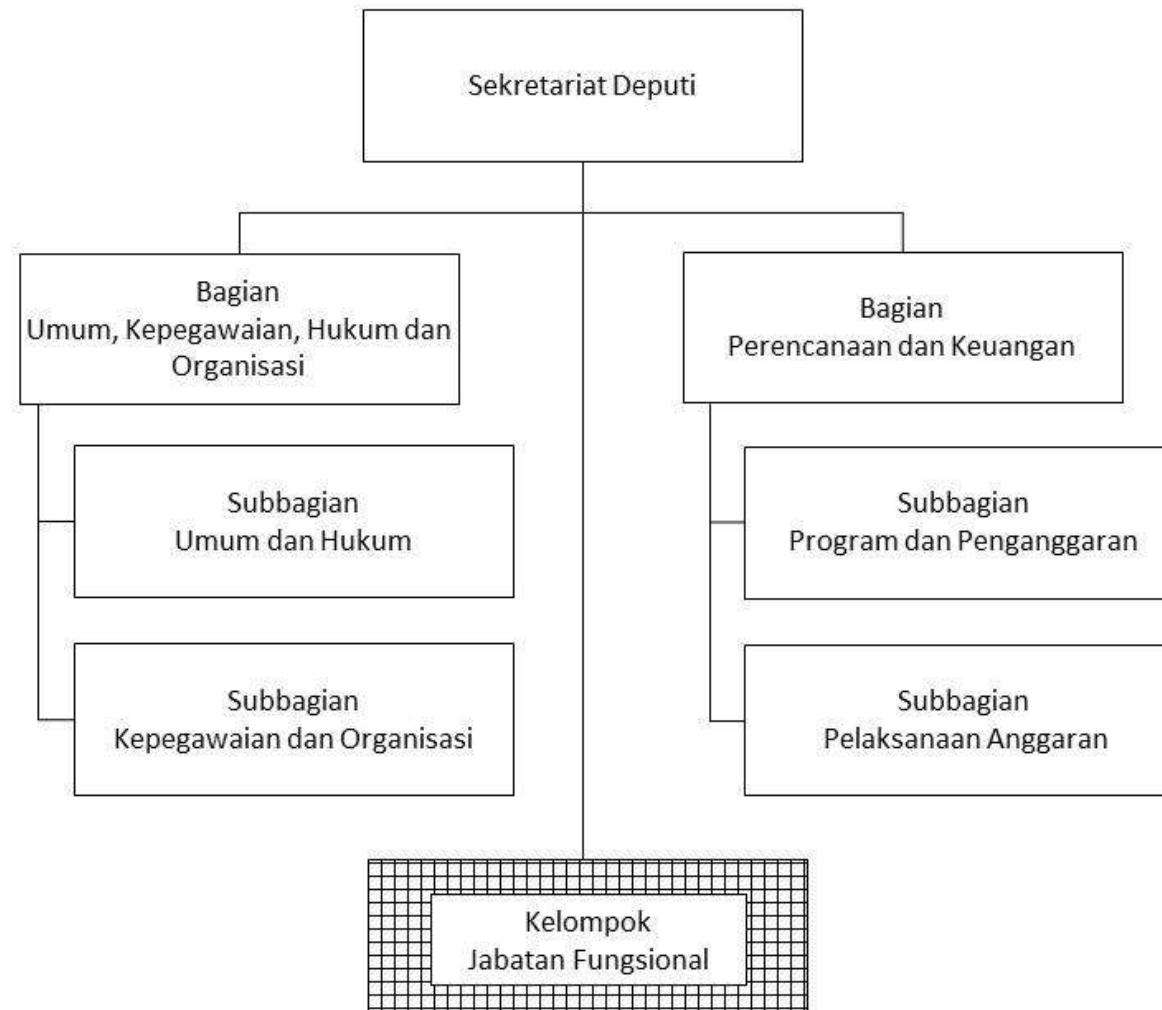 Sekretariat Deputi
Bagian
Umum, Kepegawaian, Hukum dan
Organisasi
Bagian
Perencanaan dan Keuangan
Subbagian
Umum dan Hukum
Subbagian
Program dan Penganggaran
Subbagian
Kepegawaian dan Organisasi
Subbagian
Pelaksanaan Anggaran
Kelompok
Jabatan Fungsional